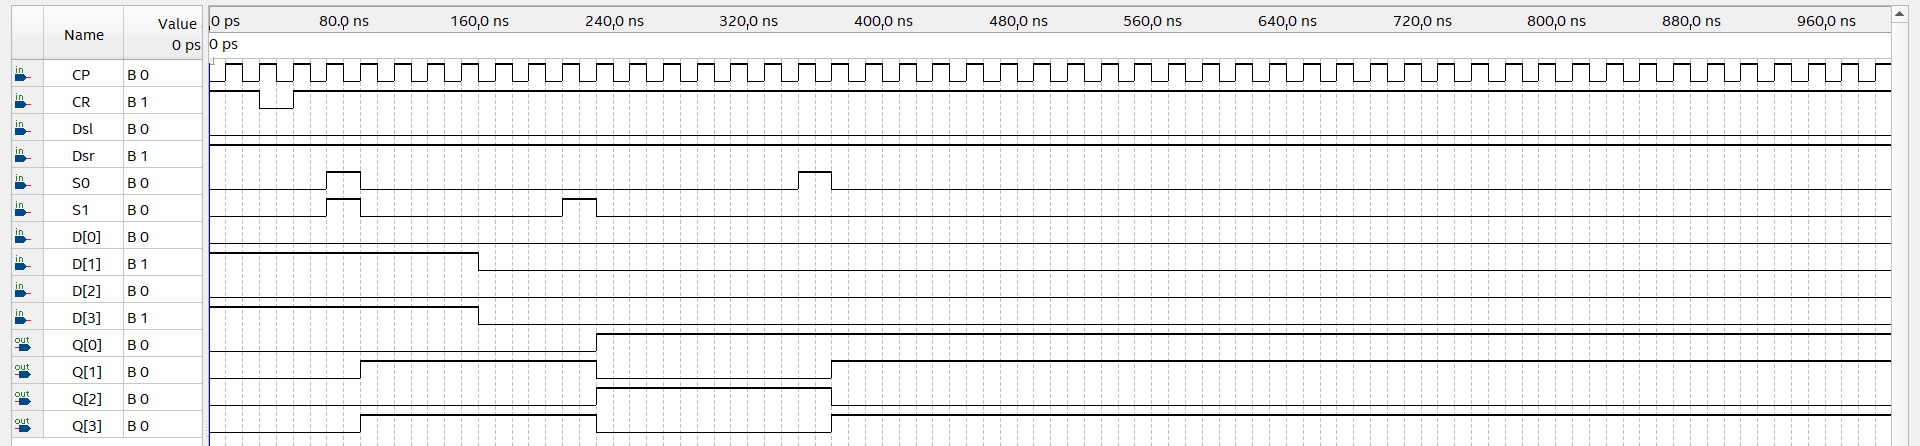 Name Value 0 ps 80.0 ns 160.0 ns 240.0 ns 320.0 ns 400.0 ns 480.0 ns 560.0 ns 640.0 ns 720.0 ns 800.0 ns 880.0 ns 960.0 ns
0 ps 0 ps
in CP B 0
in CR B 1
in Dsl B 0
in Dsr B 1
in S0 B 0
in S1 B 0
in D[0] B 0
in D[1] B 1
in D[2] B 0
in D[3] B 1
out Q[0] B 0
out Q[1] B 0
out Q[2] B 0
out Q[3] B 0